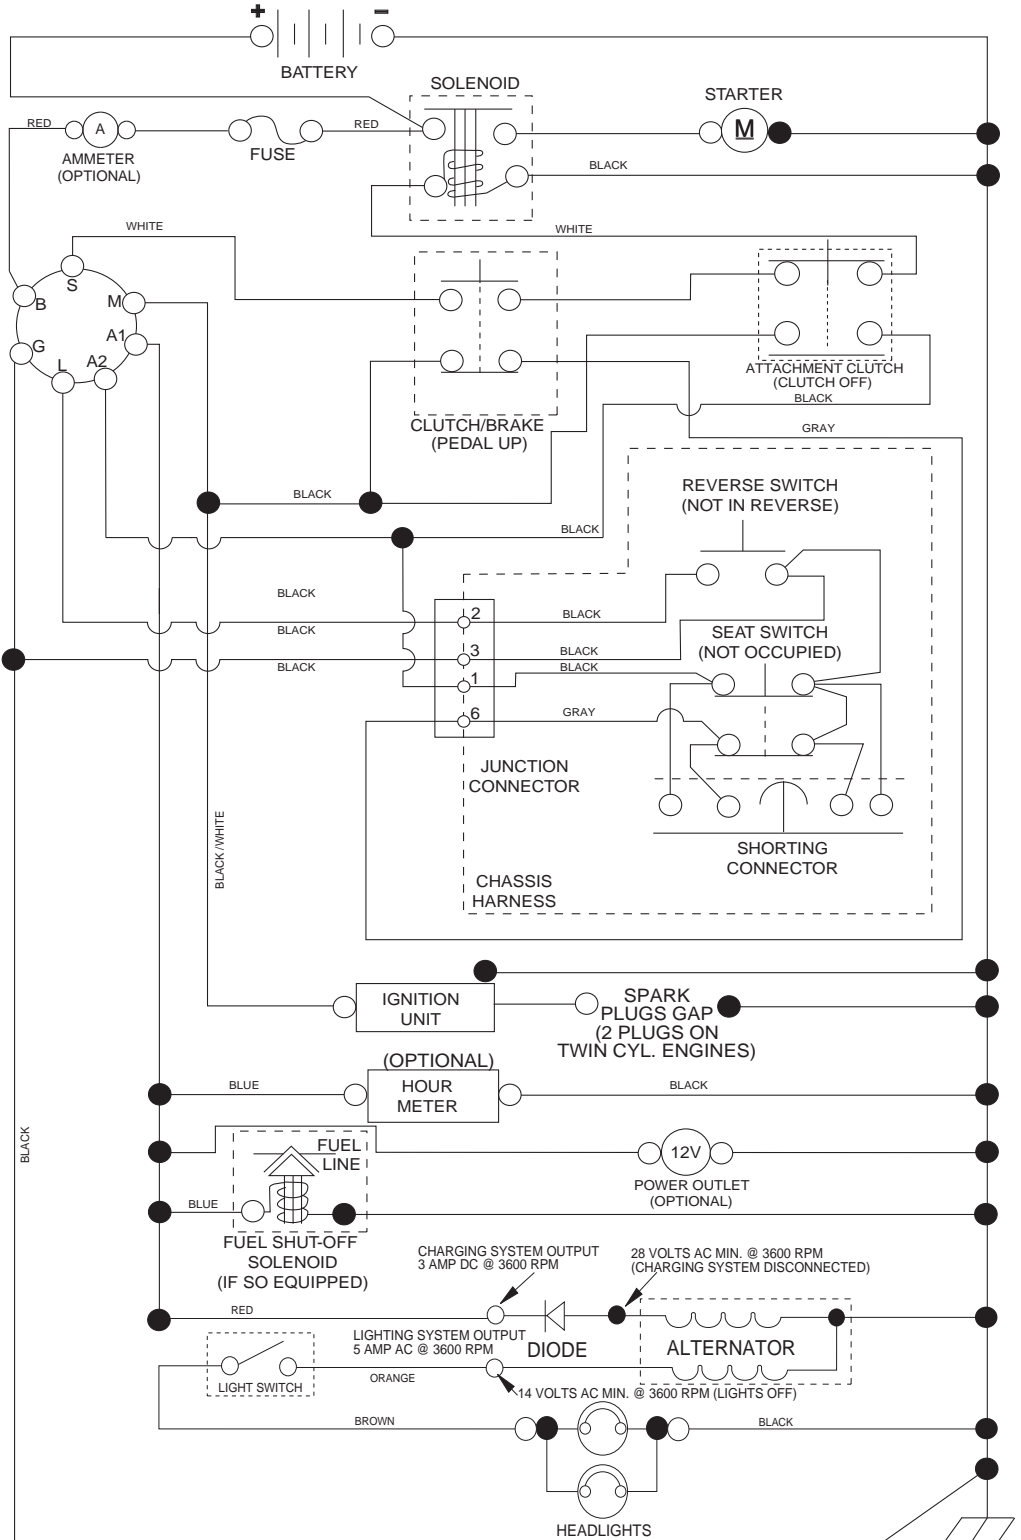 + −
BATTERY
SOLENOID
STARTER
RED
A
RED
M
FUSE
AMMETER
(OPTIONAL)
BLACK
WHITE
WHITE
S
B
M
G
A1
L
A2
ATTACHMENT CLUTCH
(CLUTCH OFF)
BLACK
CLUTCH/BRAKE
(PEDAL UP)
GRAY
REVERSE SWITCH
(NOT IN REVERSE)
BLACK
BLACK
BLACK
2
BLACK
BLACK
SEAT SWITCH
(NOT OCCUPIED)
3
BLACK
BLACK
BLACK
1
6
GRAY
JUNCTION
CONNECTOR
BLACK/WHITE
SHORTING
CONNECTOR
CHASSIS
HARNESS
IGNITION
UNIT
SPARK
PLUGS GAP
(2 PLUGS ON
TWIN CYL. ENGINES)
(OPTIONAL)
HOUR
METER
BLUE
BLACK
BLACK
FUEL
LINE
12V
POWER OUTLET
(OPTIONAL)
BLUE
FUEL SHUT-OFF
SOLENOID
(IF SO EQUIPPED)
CHARGING SYSTEM OUTPUT
3 AMP DC @ 3600 RPM
28 VOLTS AC MIN. @ 3600 RPM
(CHARGING SYSTEM DISCONNECTED)
RED
LIGHTING SYSTEM OUTPUT
5 AMP AC @ 3600 RPM
DIODE
ALTERNATOR
LIGHT SWITCH
ORANGE
14 VOLTS AC MIN. @ 3600 RPM (LIGHTS OFF)
BROWN
BLACK
HEADLIGHTS